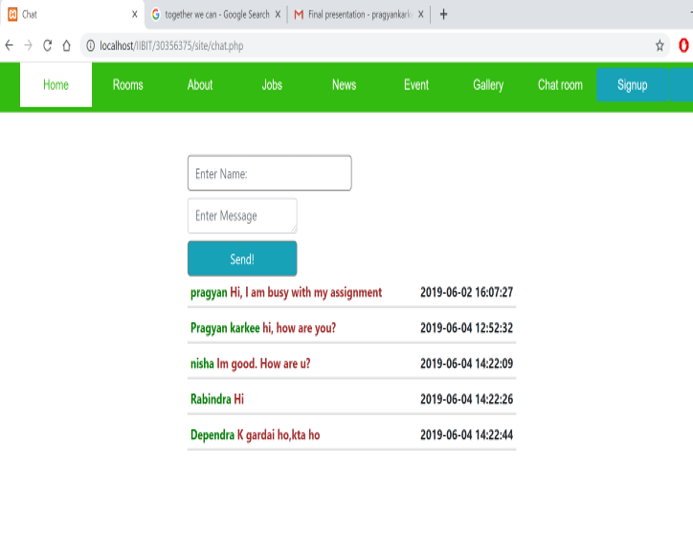 Chat
together we can - Google Search
Final presentation - pragyankark
localhost/IIBIT/30356375/site/chat.php
Home Rooms About Jobs News Event Gallery Chat room Signup
Enter Name:
Enter Message
Send!
pragyan Hi, I am busy with my assignment 2019-06-02 16:07:27
Pragyan karkee hi, how are you? 2019-06-04 12:52:32
nisha Im good. How are u? 2019-06-04 14:22:09
Rabindra Hi 2019-06-04 14:22:26
Dependra K gardai ho,kta ho 2019-06-04 14:22:44